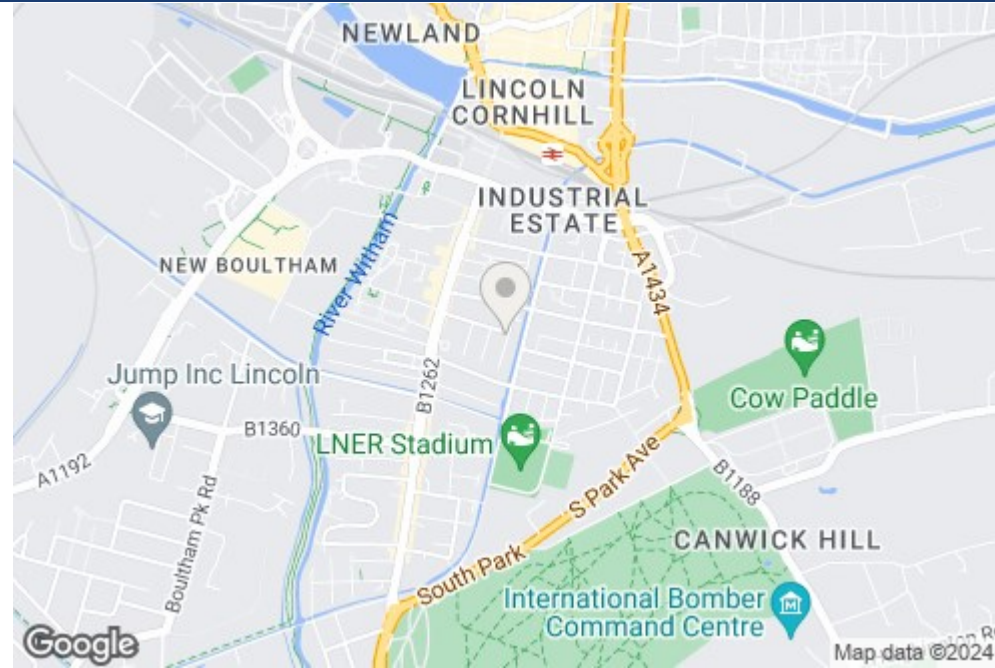 NEWLAND
LINCOLN
CORNHILL
INDUSTRIAL
ESTATE
River Witham
NEW BOULTHAM
A1434
Jump Inc Lincoln
B1262
Cow Paddle
B1360
LNER Stadium
A1192
S Park Ave
B1188
Boultham Pk Rd
CANWICK HILL
South Park
International Bomber
Command Centre
Google
Map data ©2024